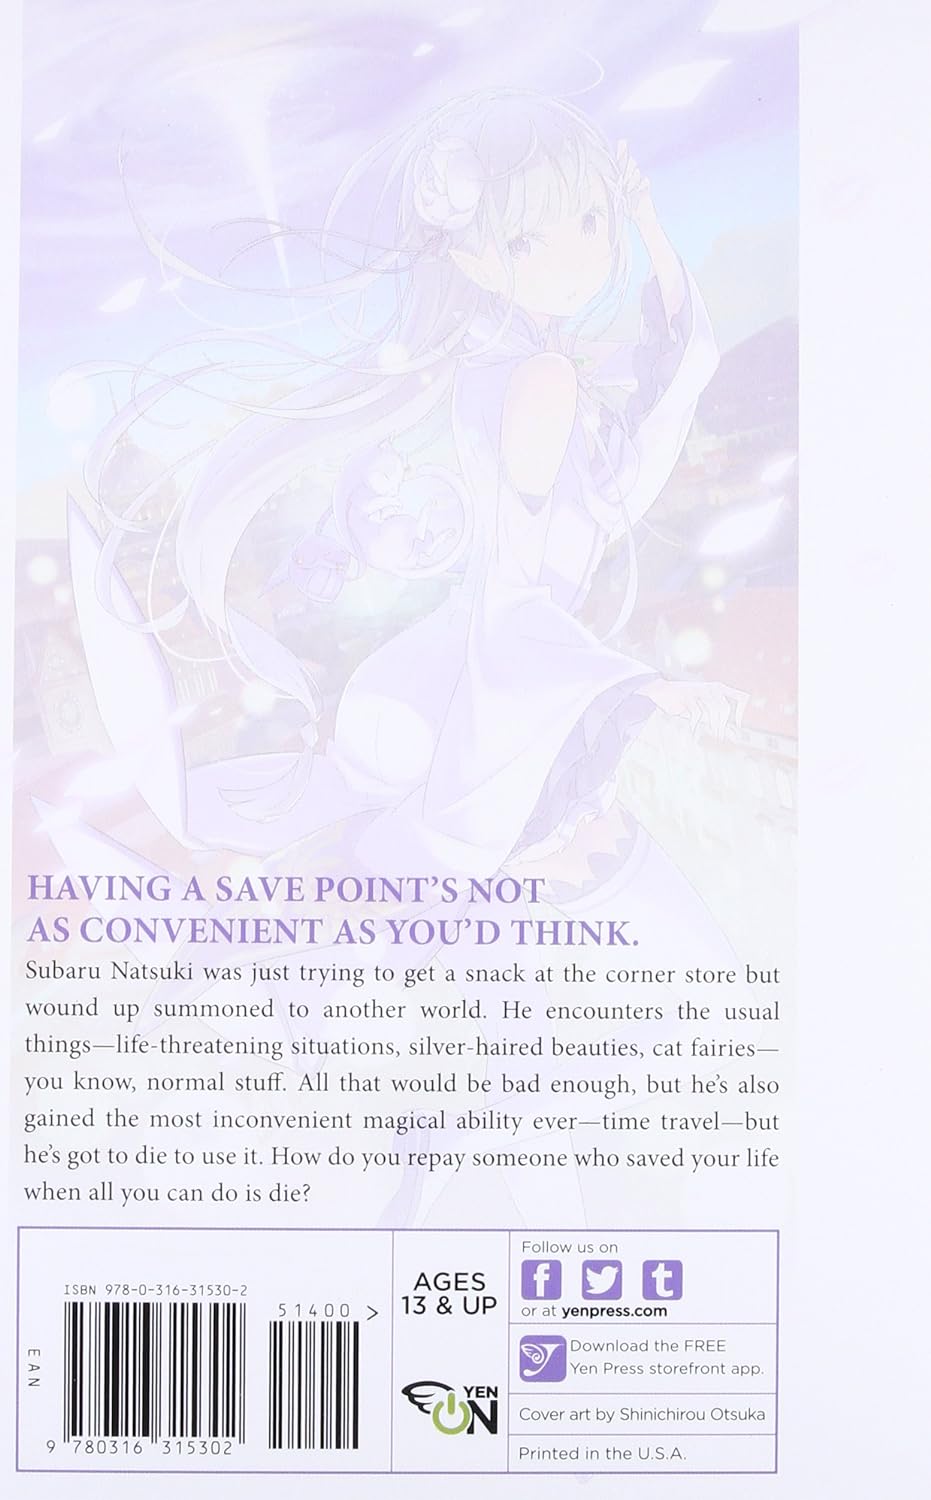 HAVING A SAVE POINT'S NOT
AS CONVENIENT AS YOU'D THINK.
Subaru Natsuki was just trying to get a snack at the corner store but
wound up summoned to another world. He encounters the usual
things—life-threatening situations, silver-haired beauties, cat fairies—
you know, normal stuff. All that would be bad enough, but he's also
gained the most inconvenient magical ability ever—time travel—but
he's got to die to use it. How do you repay someone who saved your life
when all you can do is die?
ISBN 978-0-316-31530-2
51400 >
EAN
9 780316 315302
AGES
13 & UP
YEN
ON
Follow us on
f t
or at yenpress.com
Download the FREE
Yen Press storefront app.
Cover art by Shinichirou Otsuka
Printed in the U.S.A.